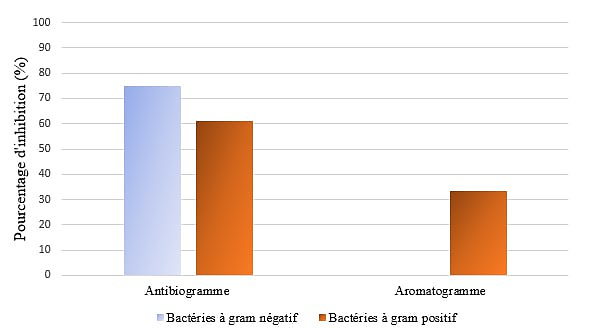 Pourcentage d'inhibition (%)
100
90
80
70
60
50
40
30
20
10
0
Antibiogramme
Aromatogramme
Bactéries à gram négatif
Bactéries à gram positif